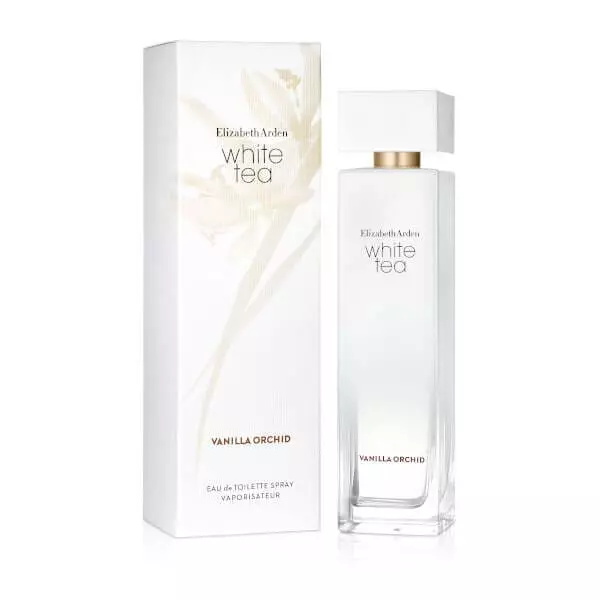 Elizabeth Arden
white
tea
VANILLA ORCHID
EAU de TOILETTE SPRAY
VAPORISATEUR
Elizabeth Arden
white
tea
VANILLA ORCHID